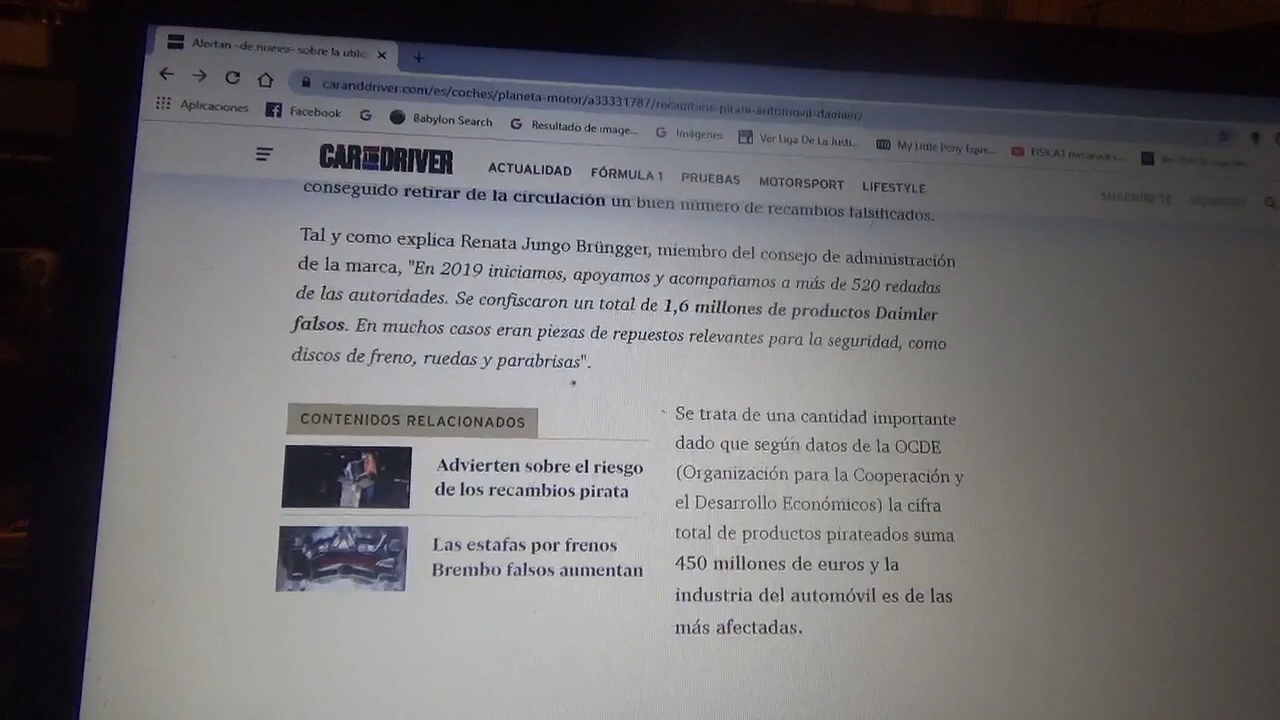 Alertan -de nuevo- sobre la ubic
caranddriver.com/es/coches/planeta-motor/a33331787/recambios-pirata-automovil-daimler/
Aplicaciones Facebook Babylon Search Resultado de image... Imágenes Ver Liga De La Justi... My Little Pony Eque... FISICA1
CAR AND DRIVER ACTUALIDAD FÓRMULA 1 PRUEBAS MOTORSPORT LIFESTYLE SUSCRÍBETE
conseguido retirar de la circulación un buen número de recambios falsificados.
Tal y como explica Renata Jungo Brüngger, miembro del consejo de administración
de la marca, "En 2019 iniciamos, apoyamos y acompañamos a más de 520 redadas
de las autoridades. Se confiscaron un total de 1,6 millones de productos Daimler
falsos. En muchos casos eran piezas de repuestos relevantes para la seguridad, como
discos de freno, ruedas y parabrisas".
CONTENIDOS RELACIONADOS
Advierten sobre el riesgo
de los recambios pirata
Las estafas por frenos
Brembo falsos aumentan
Se trata de una cantidad importante
dado que según datos de la OCDE
(Organización para la Cooperación y
el Desarrollo Económicos) la cifra
total de productos pirateados suma
450 millones de euros y la
industria del automóvil es de las
más afectadas.